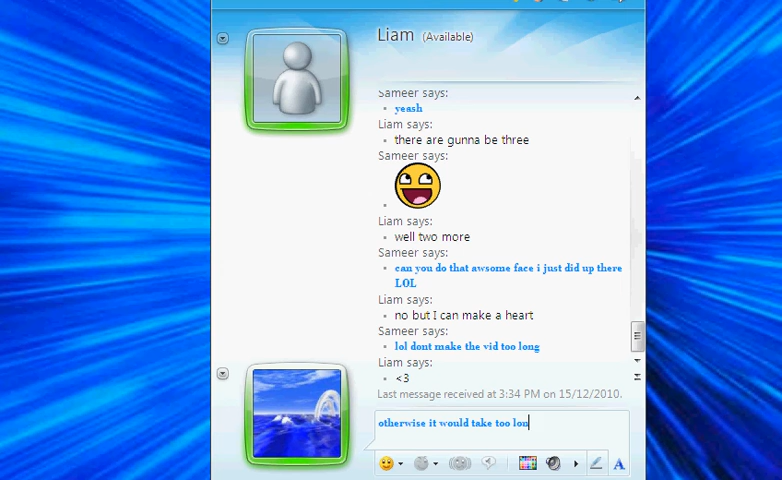 Liam (Available)
Sameer says:
yeash
Liam says:
there are gunna be three
Sameer says:
Liam says:
well two more
Sameer says:
can you do that awsome face i just did up there
LOL
Liam says:
no but I can make a heart
Sameer says:
lol dont make the vid too long
Liam says:
<3
Last message received at 3:34 PM on 15/12/2010.
otherwise it would take too lon
A